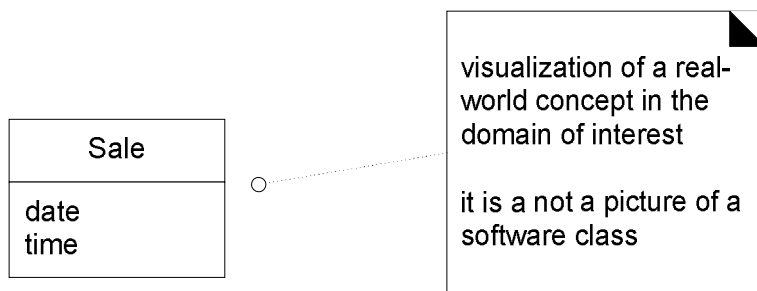 Sale
date
time
visualization of a real-
world concept in the
domain of interest
it is a not a picture of a
software class